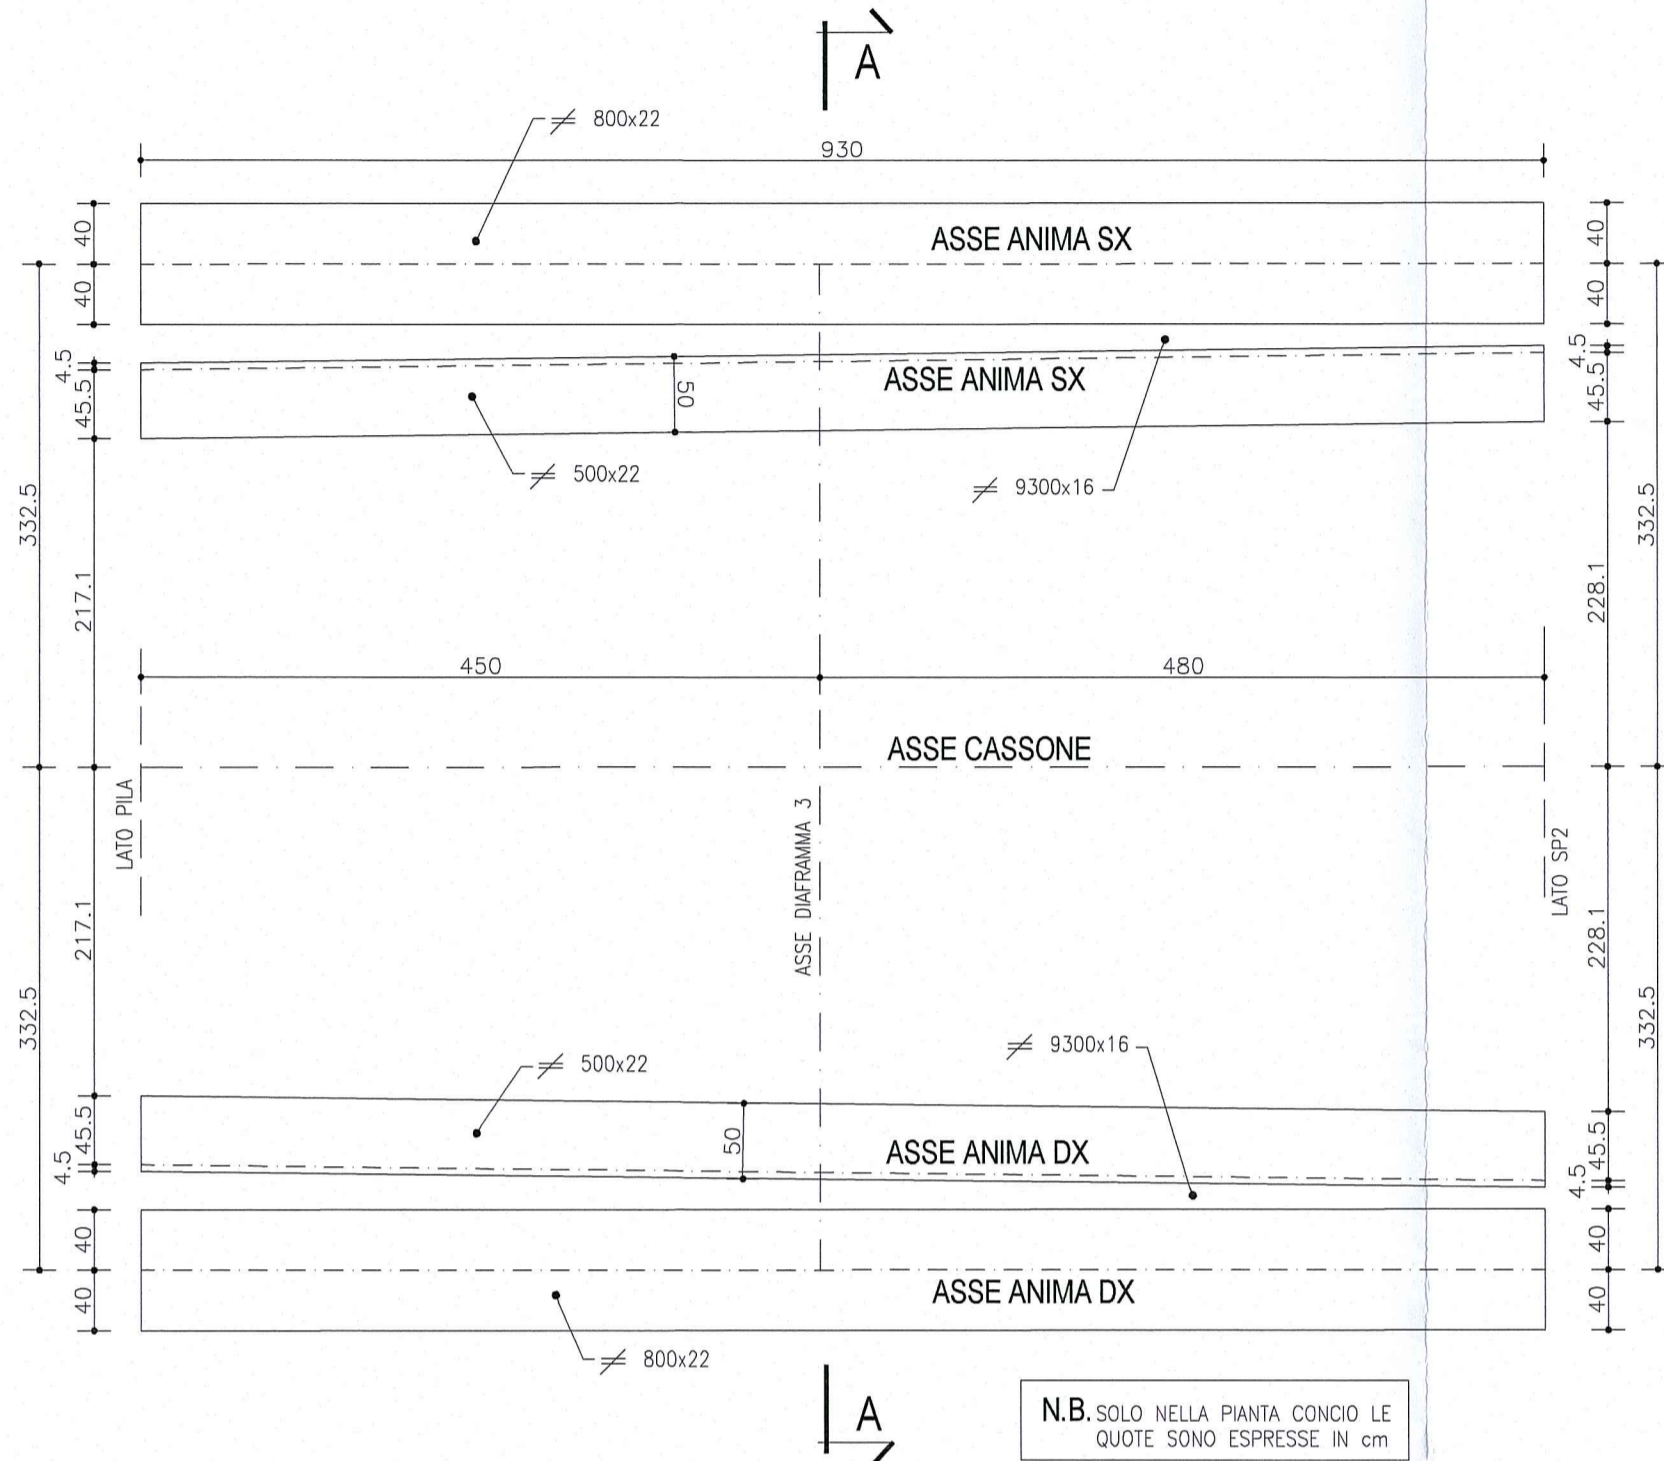 A
≠ 800x22
930
40
ASSE ANIMA SX
40
40
40
4.5
45.5
50
ASSE ANIMA SX
4.5
45.5
≠ 500x22
≠ 9300x16
332.5
332.5
217.1
228.1
450
480
ASSE CASSONE
LATO PILA
ASSE DIAFRAMMA 3
LATO SP2
217.1
228.1
332.5
332.5
≠ 9300x16
≠ 500x22
45.5
4.5
50
ASSE ANIMA DX
45.5
4.5
40
40
40
ASSE ANIMA DX
40
≠ 800x22
A
N.B. SOLO NELLA PIANTA CONCIO LE
QUOTE SONO ESPRESSE IN cm